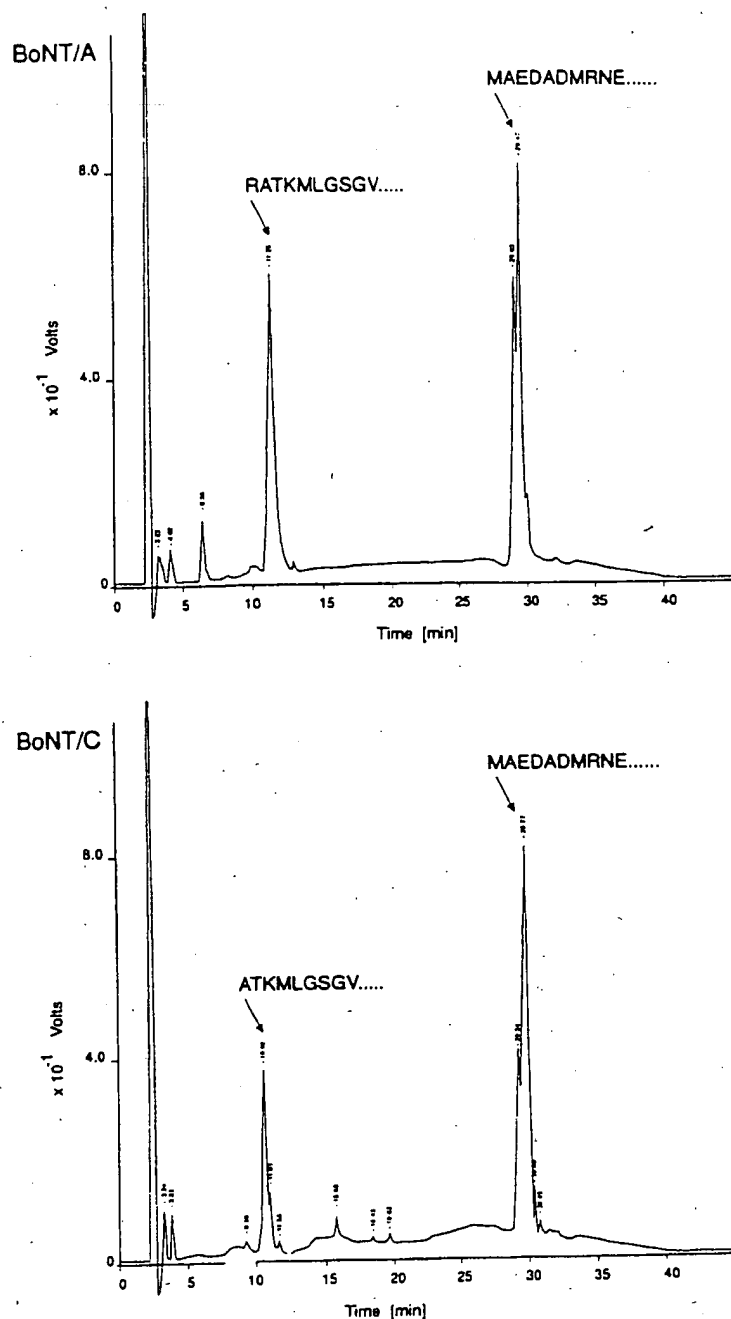 BoNT/A
MAEDADMRNE......
RATKMLGSGV.....
8.0
4.0
0
x 10⁻¹ Volts
0 5 10 15 20 25 30 35 40
Time [min]
BoNT/C
MAEDADMRNE......
ATKMLGSGV.....
8.0
4.0
0
x 10⁻¹ Volts
0 5 10 15 20 25 30 35 40
Time [min]